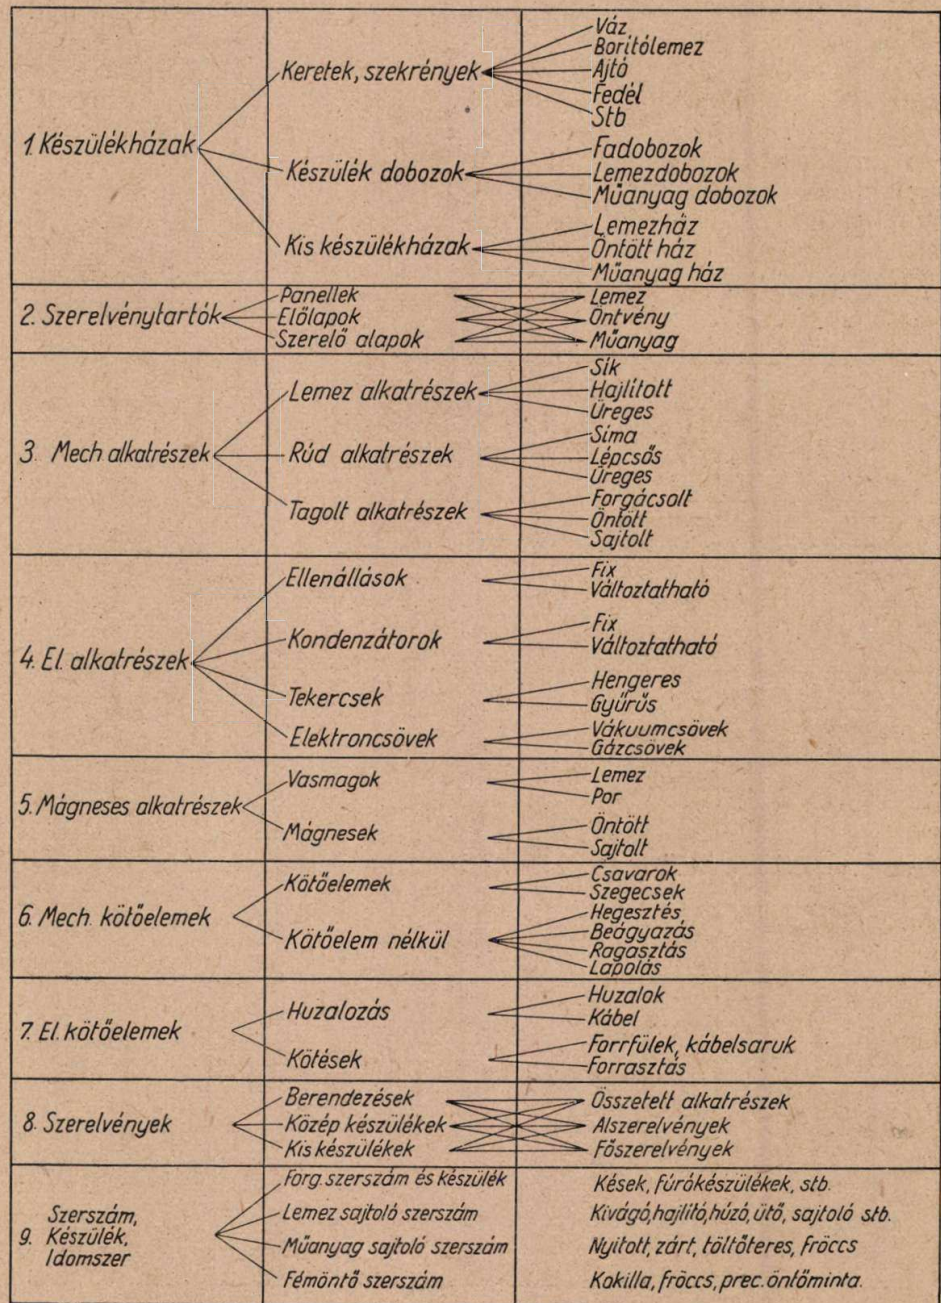 1. Készülékházak
Keretek, szekrények
Váz
Borítólemez
Ajtó
Fedél
Stb
Készülék dobozok
Fadobozok
Lemezdobozok
Műanyag dobozok
Kis készülékházak
Lemezház
Öntött ház
Műanyag ház
2. Szerelvénytartók
Panellek
Előlapok
Szerelő alapok
Lemez
Öntvény
Műanyag
3. Mech alkatrészek
Lemez alkatrészek
Sík
Hajlított
Üreges
Rúd alkatrészek
Síma
Lépcsős
Üreges
Tagolt alkatrészek
Forgácsolt
Öntött
Sajtolt
4. El. alkatrészek
Ellenállások
Fix
Változtatható
Kondenzátorok
Fix
Változtatható
Tekercsek
Hengeres
Gyűrűs
Elektroncsövek
Vákuumcsövek
Gázcsövek
5. Mágneses alkatrészek
Vasmagok
Lemez
Por
Mágnesek
Öntött
Sajtolt
6. Mech. kötőelemek
Kötőelemek
Csavarok
Szegecsek
Kötőelem nélkül
Hegesztés
Beágyazás
Ragasztás
Lapolás
7. El. kötőelemek
Huzalozás
Huzalok
Kábel
Kötések
Forrfülek, kábelsaruk
Forrasztás
8. Szerelvények
Berendezések
Közép készülékek
Kis készülékek
Összetett alkatrészek
Alszerelvények
Főszerelvények
9. Szerszám,
Készülék,
Idomszer
Forg. szerszám és készülék
Kések, fúrókészülékek, stb.
Lemez sajtoló szerszám
Kivágó, hajlító, húzó, ütő, sajtoló stb.
Műanyag sajtoló szerszám
Nyitott, zárt, töltőteres, fröccs
Fémöntő szerszám
Kokilla, fröccs, prec. öntőminta.